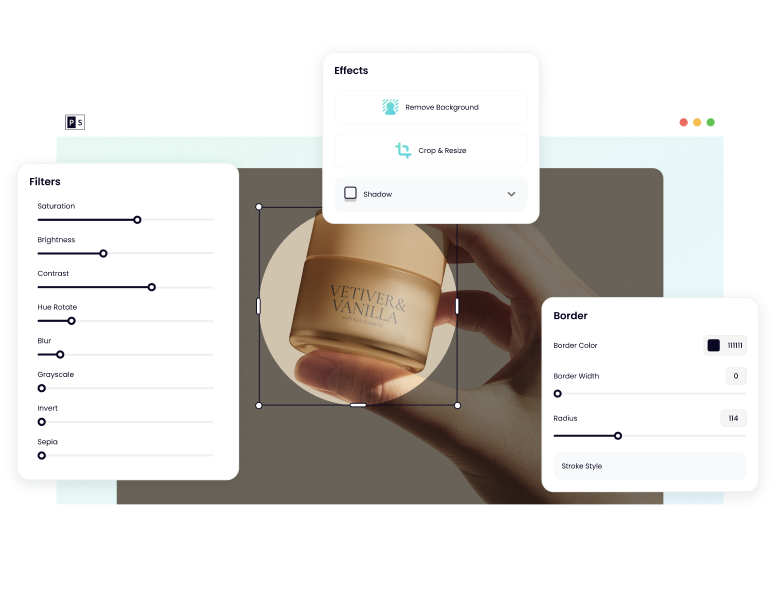 Effects
Remove Background
Crop & Resize
Shadow
P S
Filters
Saturation
Brightness
Contrast
Hue Rotate
Blur
Grayscale
Invert
Sepia
VETIVER&
VANILLA
Border
Border Color
111111
Border Width
0
Radius
114
Stroke Style